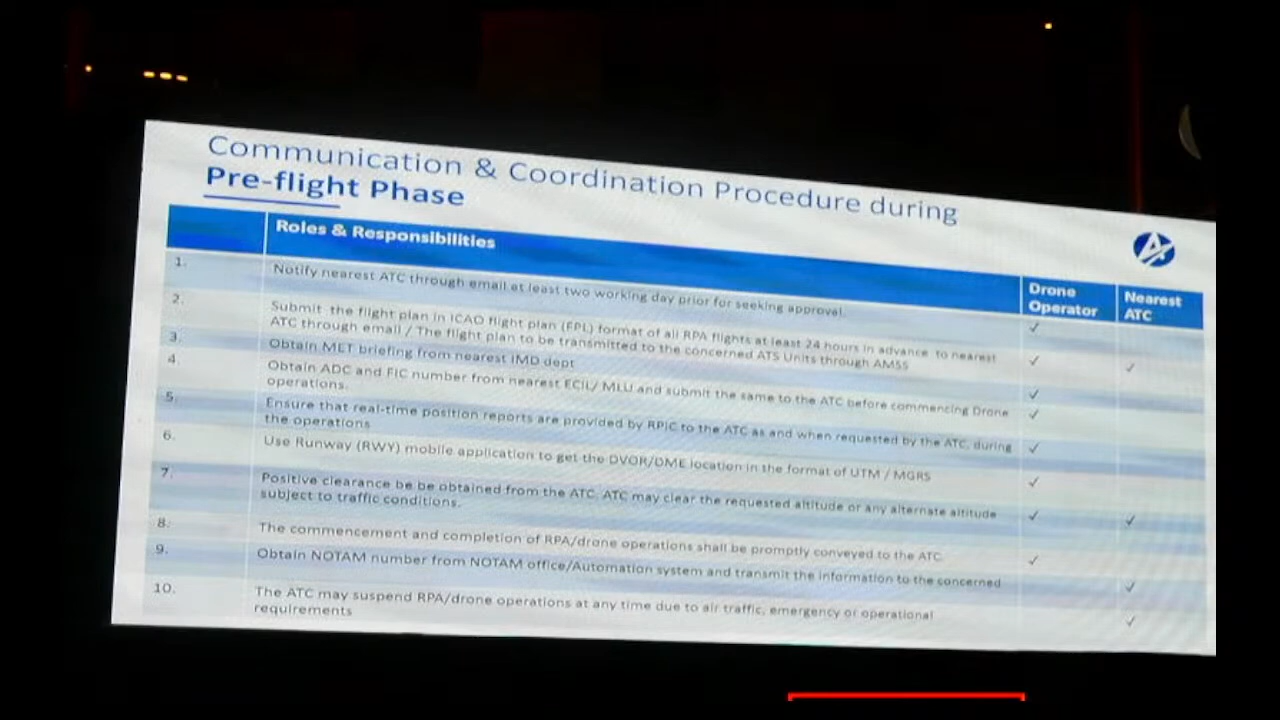 Communication & Coordination Procedure during
Pre-flight Phase
Roles & Responsibilities
Drone
Operator
Nearest
ATC
1. Notify nearest ATC through email at least two working day prior for seeking approval. ✓
2. Submit the flight plan in ICAO flight plan (FPL) format of all RPA flights at least 24 hours in advance to nearest
ATC through email / The flight plan to be transmitted to the concerned ATS Units through AMSS ✓ ✓
3. Obtain MET briefing from nearest IMD dept ✓
4. Obtain ADC and FIC number from nearest ECIL/ MLU and submit the same to the ATC before commencing Drone
operations. ✓
5. Ensure that real-time position reports are provided by RPIC to the ATC as and when requested by the ATC, during
the operations ✓
6. Use Runway (RWY) mobile application to get the DVOR/DME location in the format of UTM / MGRS ✓
7. Positive clearance be be obtained from the ATC. ATC may clear the requested altitude or any alternate altitude
subject to traffic conditions. ✓ ✓
8. The commencement and completion of RPA/drone operations shall be promptly conveyed to the ATC ✓
9. Obtain NOTAM number from NOTAM office/Automation system and transmit the information to the concerned ✓
10. The ATC may suspend RPA/drone operations at any time due to air traffic, emergency or operational
requirements ✓